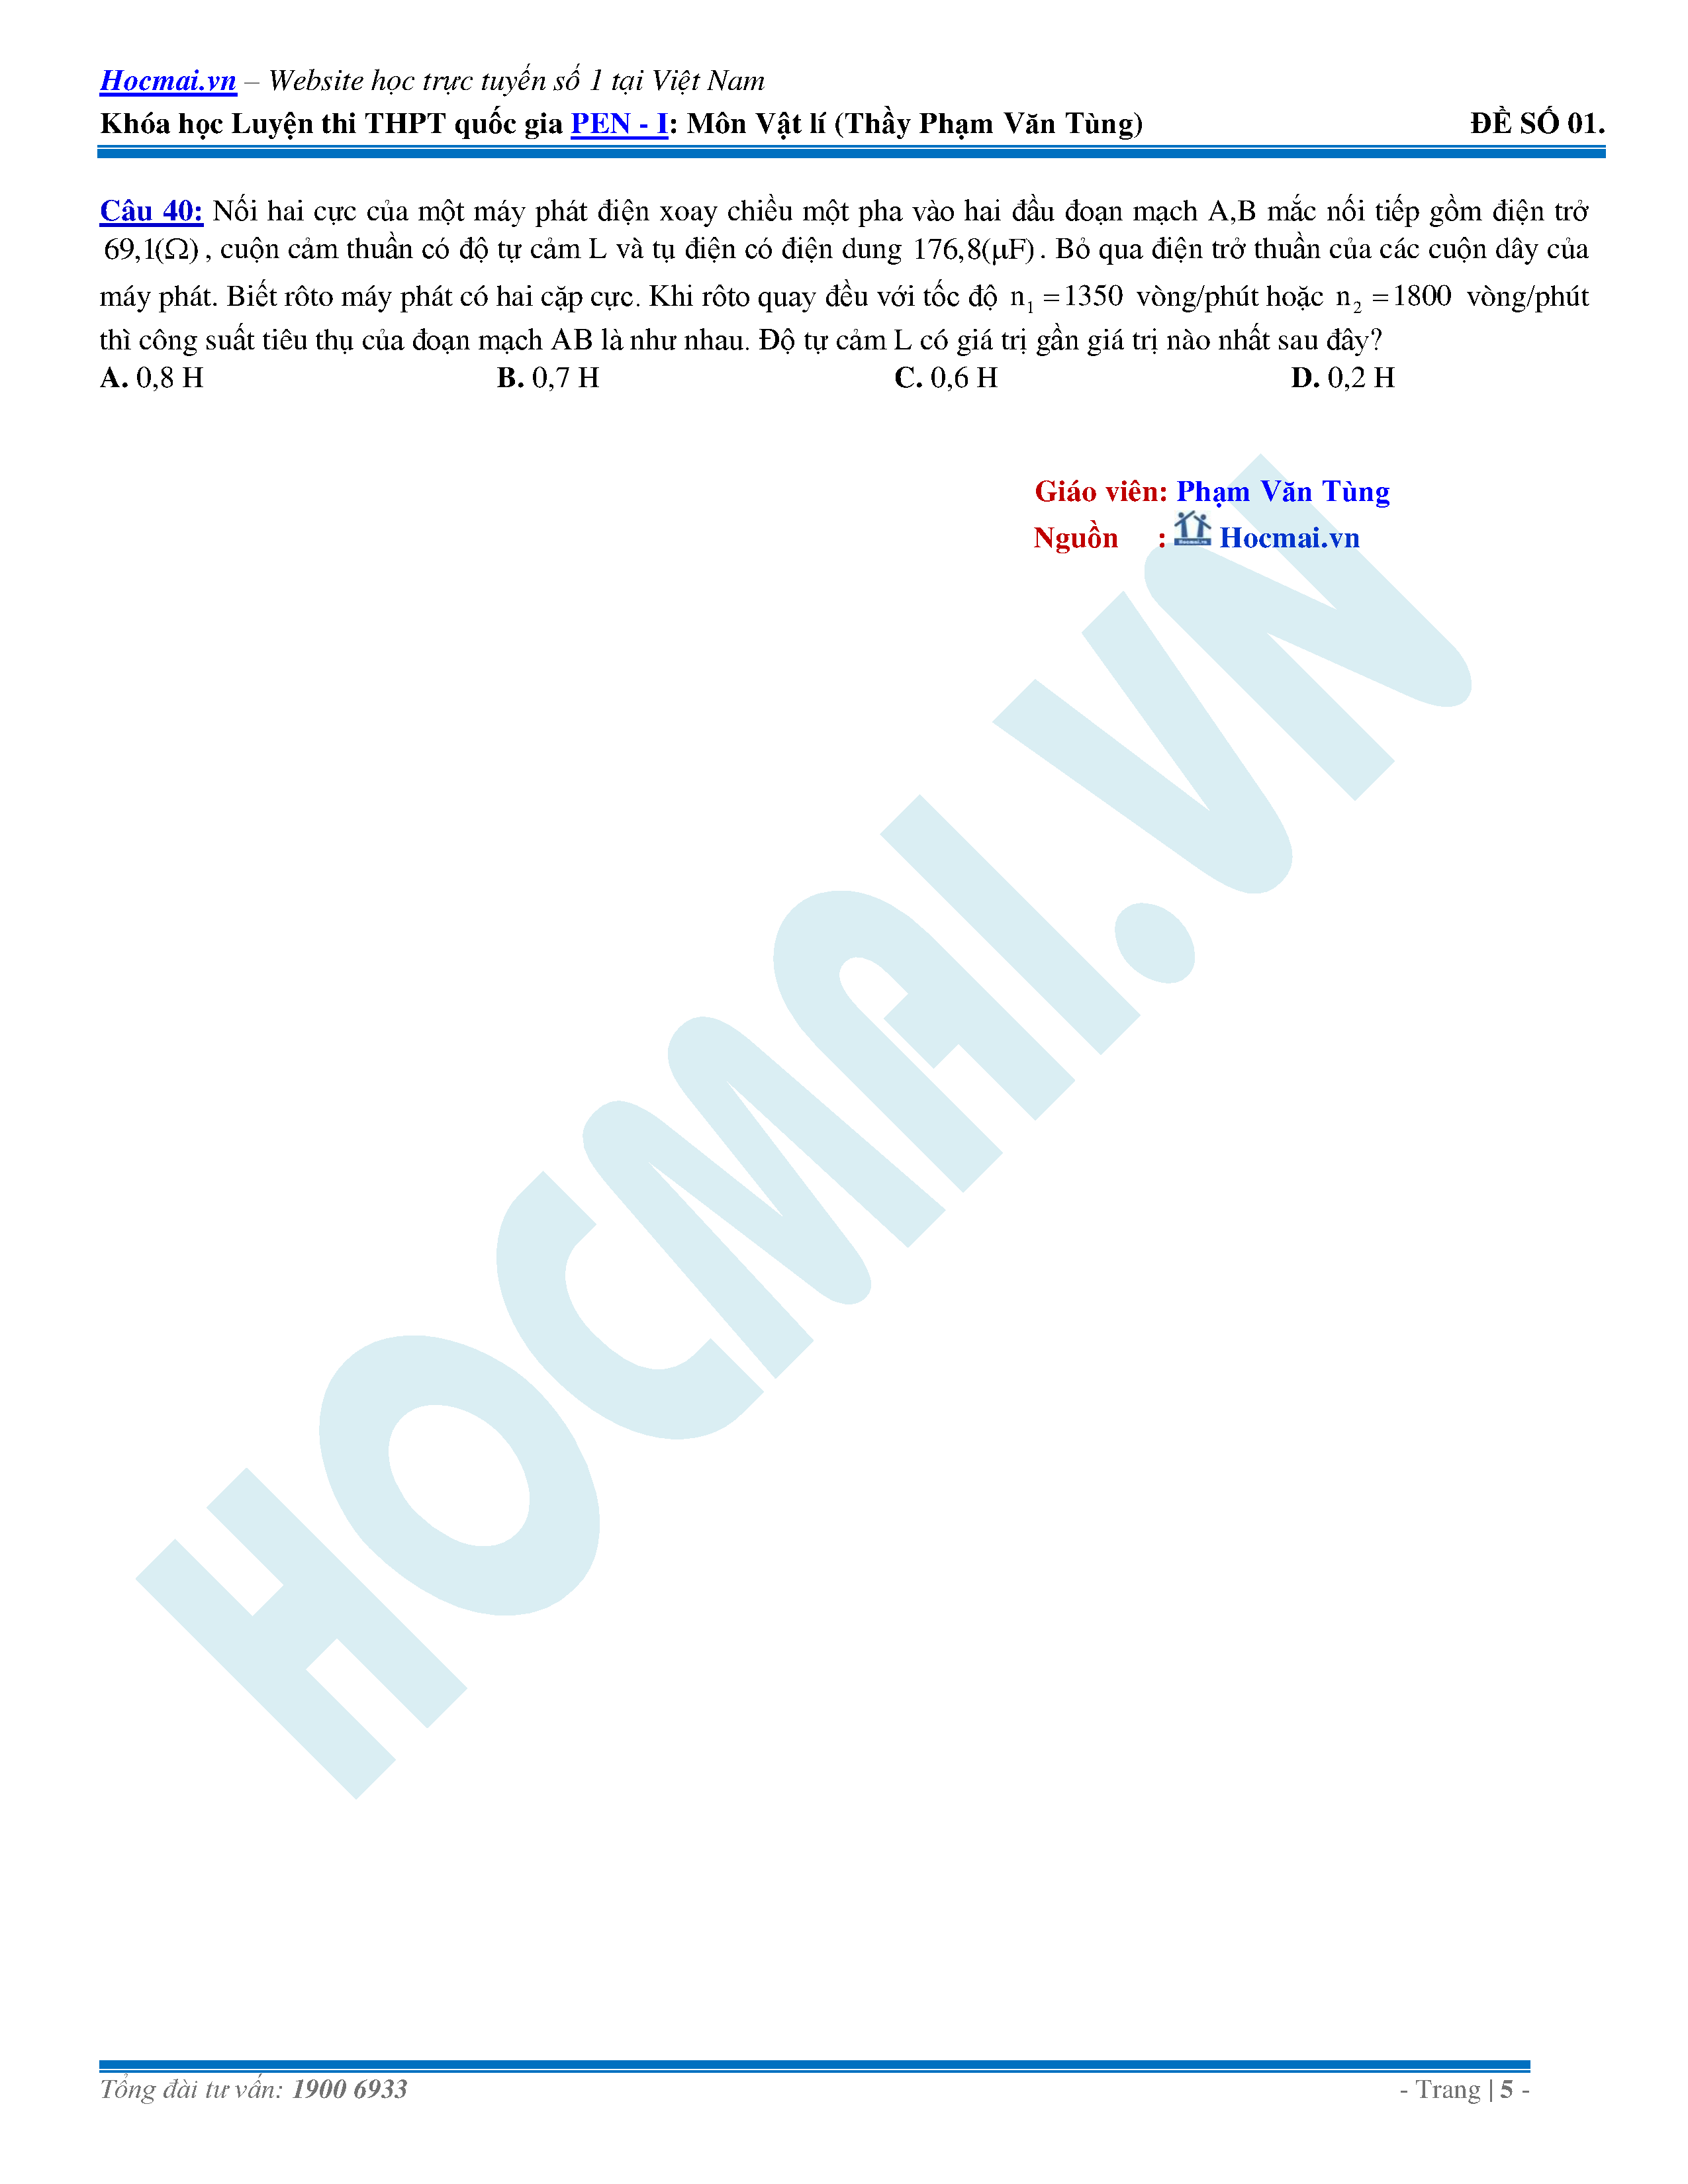 Hocmai.vn – Website học trực tuyến số 1 tại Việt Nam
Khóa học Luyện thi THPT quốc gia PEN - I: Môn Vật lí (Thầy Phạm Văn Tùng) ĐỀ SỐ 01.
Câu 40: Nối hai cực của một máy phát điện xoay chiều một pha vào hai đầu đoạn mạch A,B mắc nối tiếp gồm điện trở
69,1(Ω), cuộn cảm thuần có độ tự cảm L và tụ điện có điện dung 176,8(μF). Bỏ qua điện trở thuần của các cuộn dây của
máy phát. Biết rôto máy phát có hai cặp cực. Khi rôto quay đều với tốc độ n₁ =1350 vòng/phút hoặc n₂ =1800 vòng/phút
thì công suất tiêu thụ của đoạn mạch AB là như nhau. Độ tự cảm L có giá trị gần giá trị nào nhất sau đây?
A. 0,8 H B. 0,7 H C. 0,6 H D. 0,2 H
Giáo viên: Phạm Văn Tùng
Nguồn : Hocmai.vn Hocmai.vn
HOCMAI.VN
Tổng đài tư vấn: 1900 6933 - Trang | 5 -